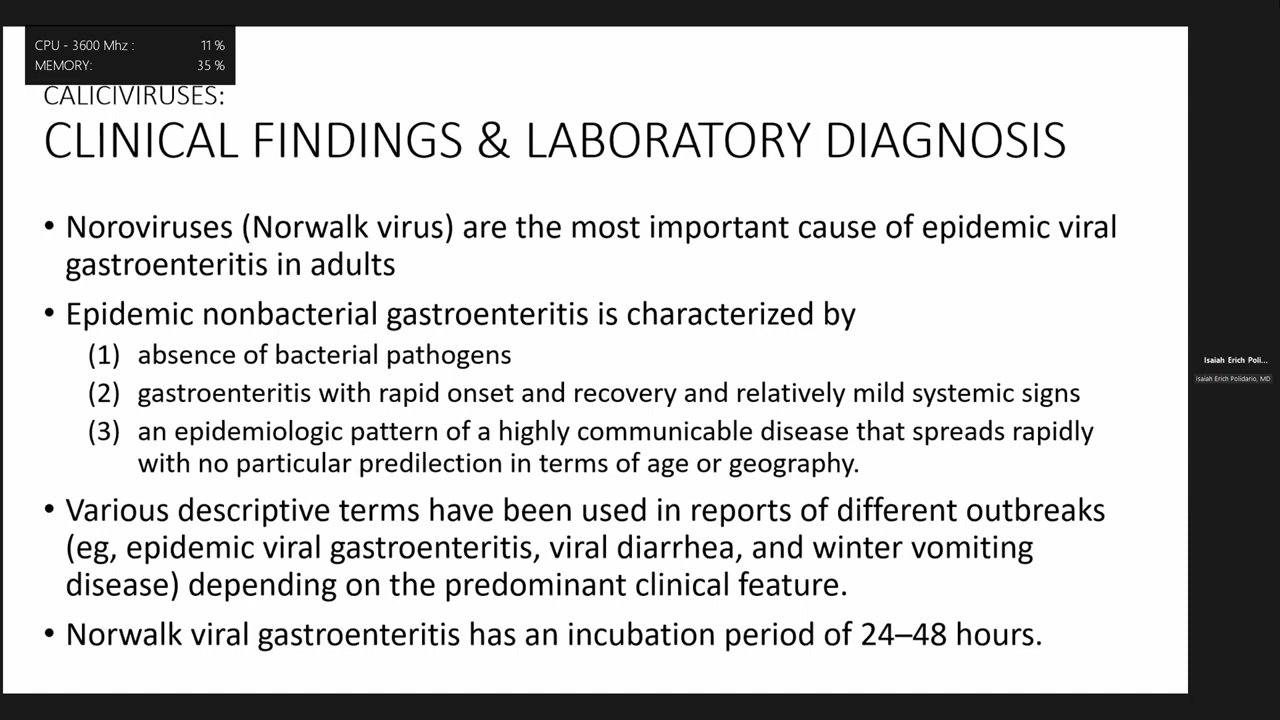 CPU - 3600 Mhz : 11 %
MEMORY: 35 %
CALICIVIRUSES:
CLINICAL FINDINGS & LABORATORY DIAGNOSIS
• Noroviruses (Norwalk virus) are the most important cause of epidemic viral
gastroenteritis in adults
• Epidemic nonbacterial gastroenteritis is characterized by
(1) absence of bacterial pathogens
(2) gastroenteritis with rapid onset and recovery and relatively mild systemic signs
(3) an epidemiologic pattern of a highly communicable disease that spreads rapidly
with no particular predilection in terms of age or geography.
• Various descriptive terms have been used in reports of different outbreaks
(eg, epidemic viral gastroenteritis, viral diarrhea, and winter vomiting
disease) depending on the predominant clinical feature.
• Norwalk viral gastroenteritis has an incubation period of 24–48 hours.
Isaiah Erich Poli...
Isaiah Erich Polidario, MD